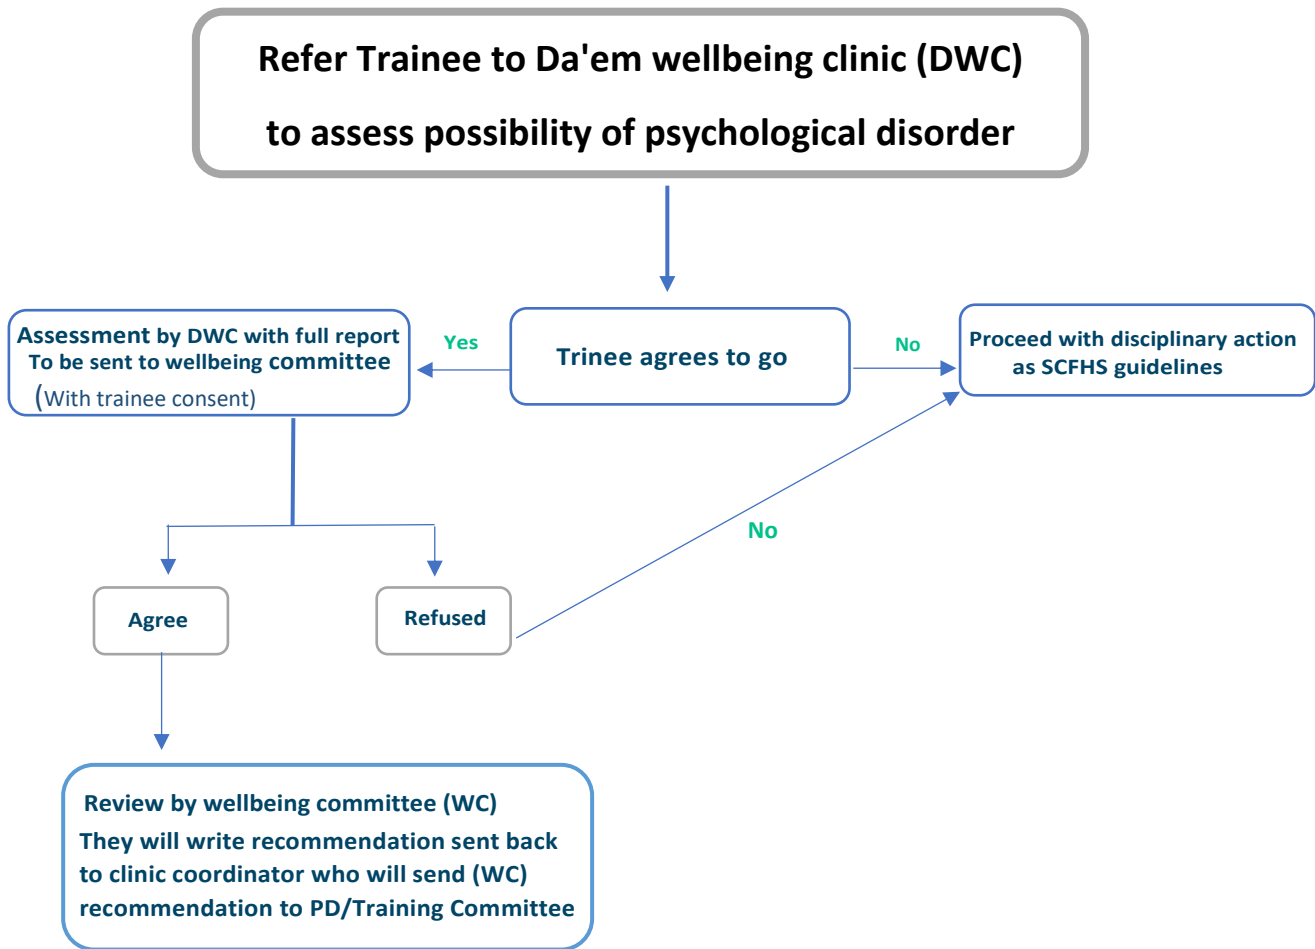 Refer Trainee to Da'em wellbeing clinic (DWC)
to assess possibility of psychological disorder
Assessment by DWC with full report
To be sent to wellbeing committee
(With trainee consent)
Yes
Trinee agrees to go
No
Proceed with disciplinary action
as SCFHS guidelines
No
Agree
Refused
Review by wellbeing committee (WC)
They will write recommendation sent back
to clinic coordinator who will send (WC)
recommendation to PD/Training Committee